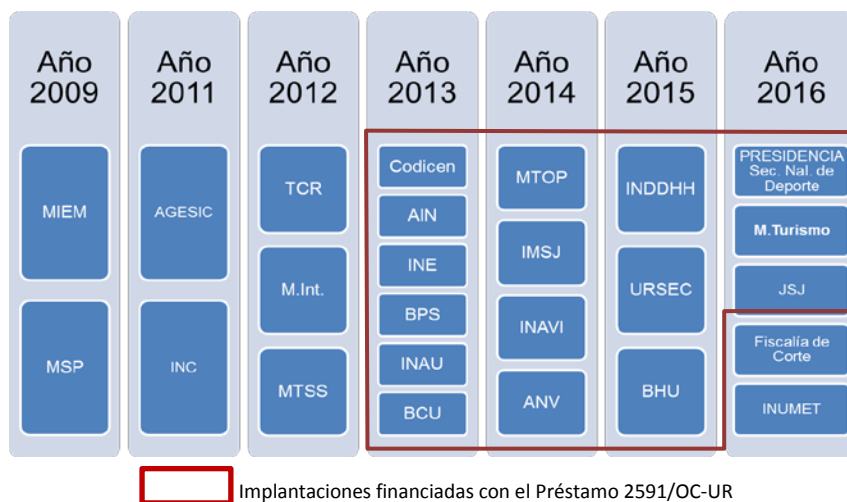 Año
2009
MIEM
MSP
Año
2011
AGESIC
INC
Año
2012
TCR
M.Int.
MTSS
Año
2013
Codicen
AIN
INE
BPS
INAU
BCU
Año
2014
MTOP
IMSJ
INAVI
ANV
Año
2015
INDDHH
URSEC
BHU
Año
2016
PRESIDENCIA
Sec. Nal. de
Deporte
M.Turismo
JSJ
Fiscalía de
Corte
INUMET
Implantaciones financiadas con el Préstamo 2591/OC-UR